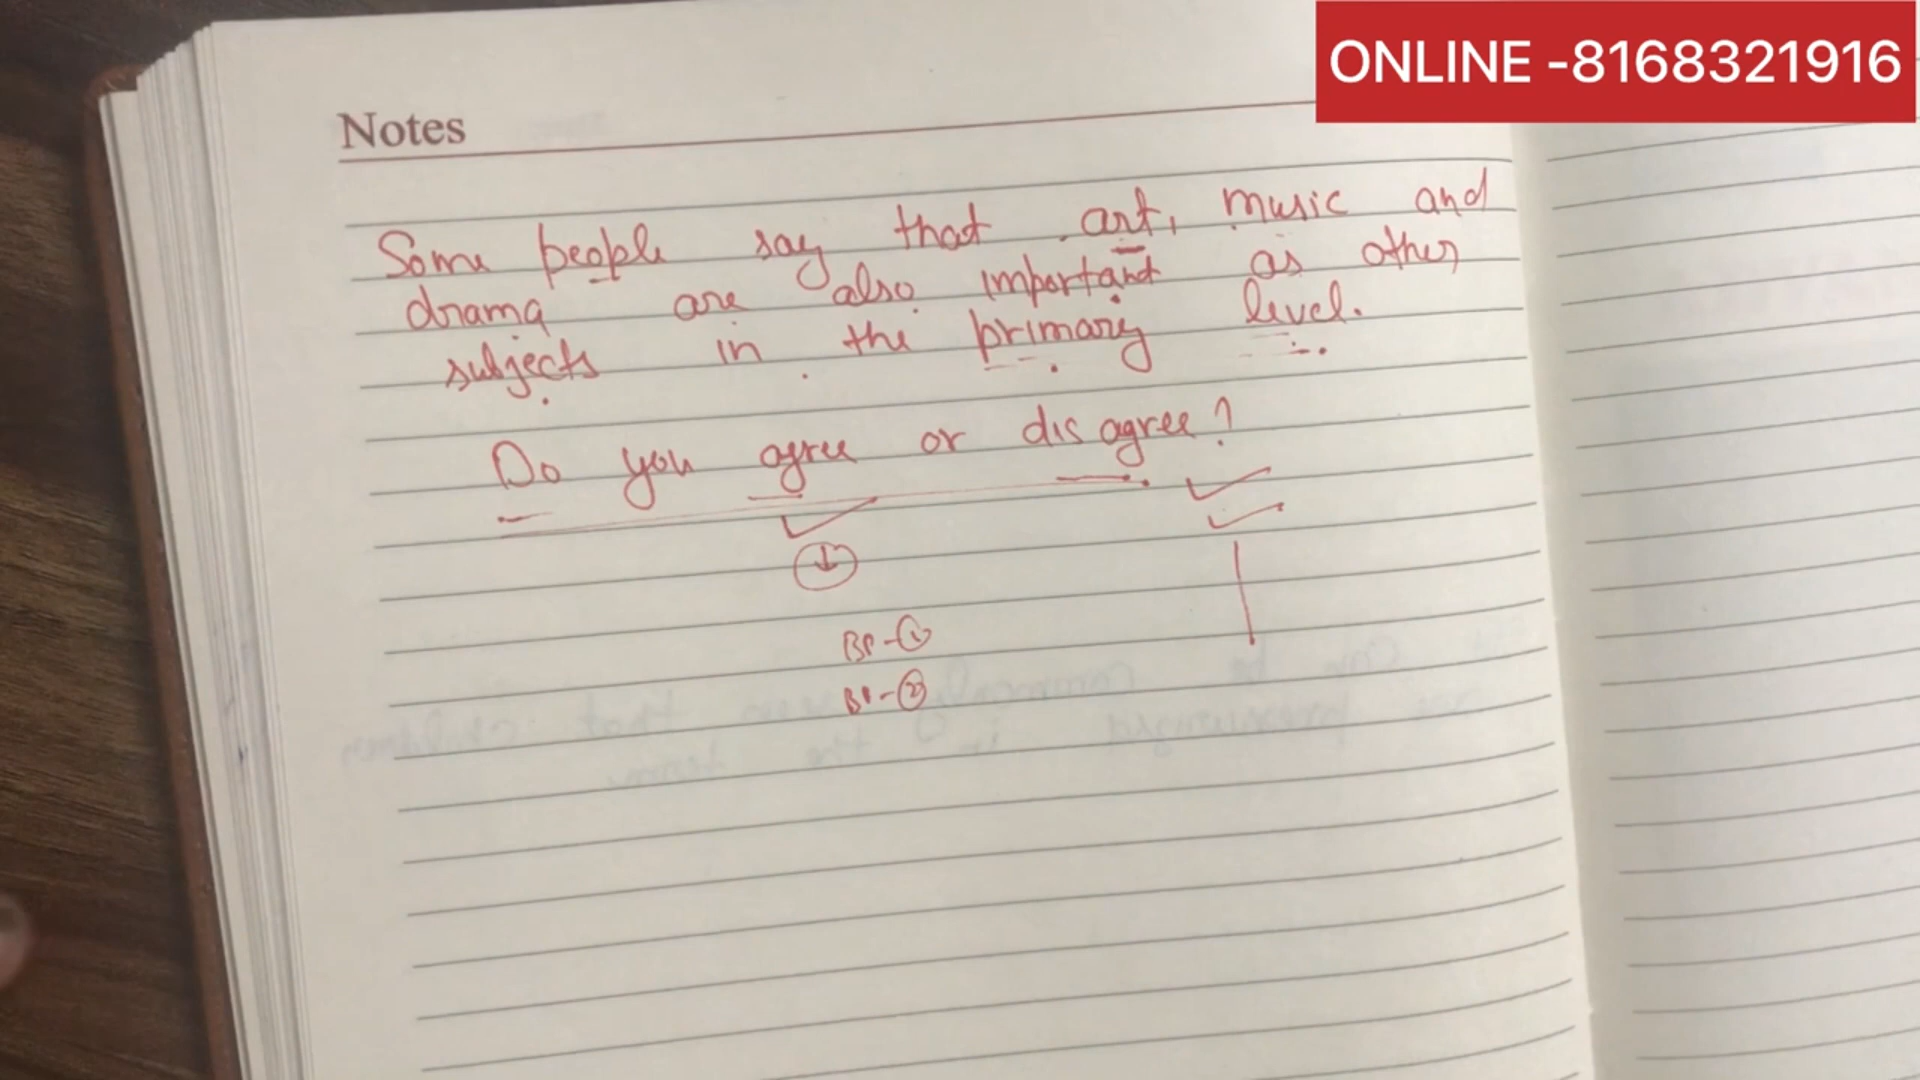 ONLINE -8168321916
Notes
Some people say that art, music and
drama are also important as other
subjects in the primary level.
Do you agree or disagree?
BP-①
BP-②